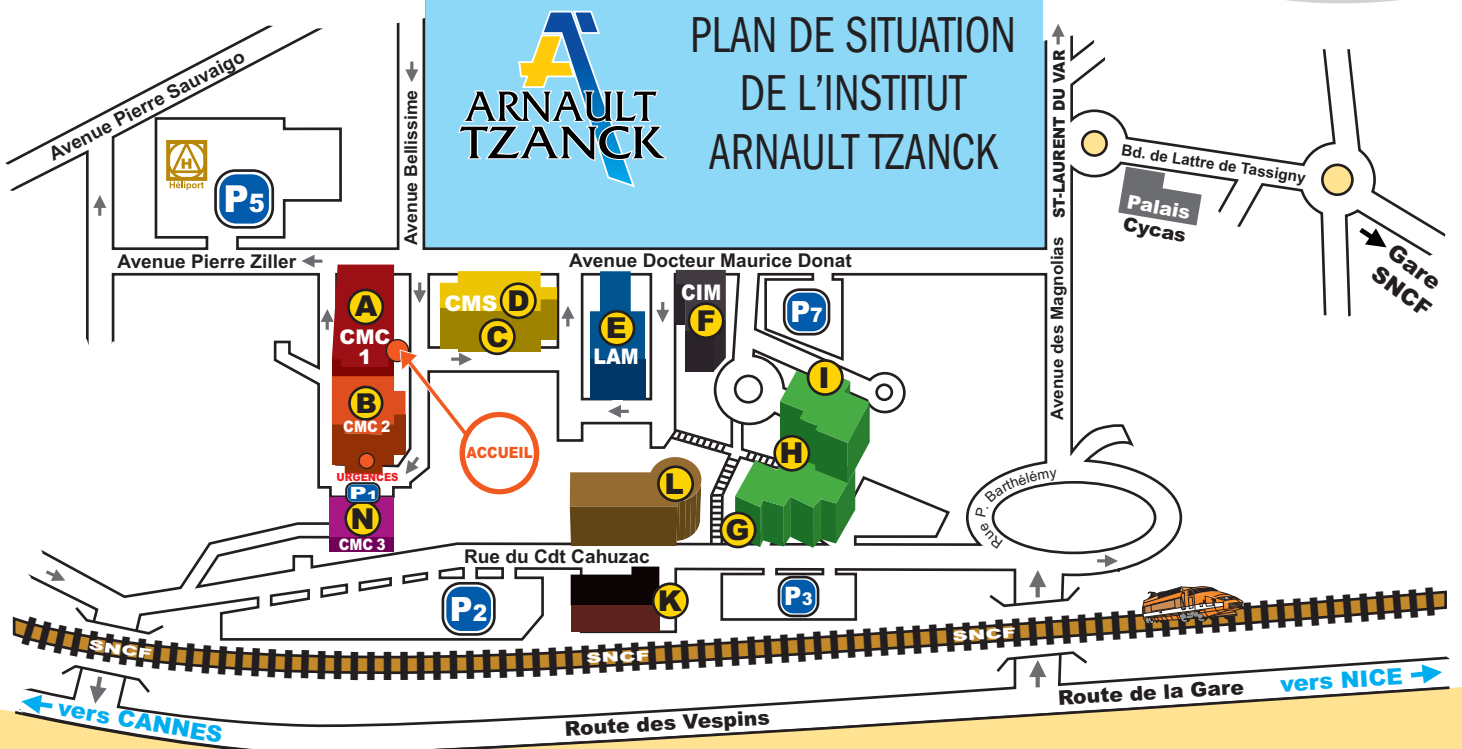 PLAN DE SITUATION
DE L'INSTITUT
ARNAULT TZANCK
ARNAULT
TZANCK
Avenue Pierre Sauvaigo
H
Héliport
P5
Avenue Bellissime
ST-LAURENT DU VAR
Bd. de Lattre de Tassigny
Palais
Cycas
Gare
SNCF
Avenue Pierre Ziller
Avenue Docteur Maurice Donat
Avenue des Magnolias
A
CMC
1
CMS
D
C
E
LAM
CIM
F
P7
I
B
CMC 2
ACCUEIL
URGENCES
P1
N
CMC 3
H
L
G
Rue P. Barthélémy
Rue du Cdt Cahuzac
P2
K
P3
SNCF
SNCF
SNCF
vers CANNES
Route des Vespins
Route de la Gare
vers NICE